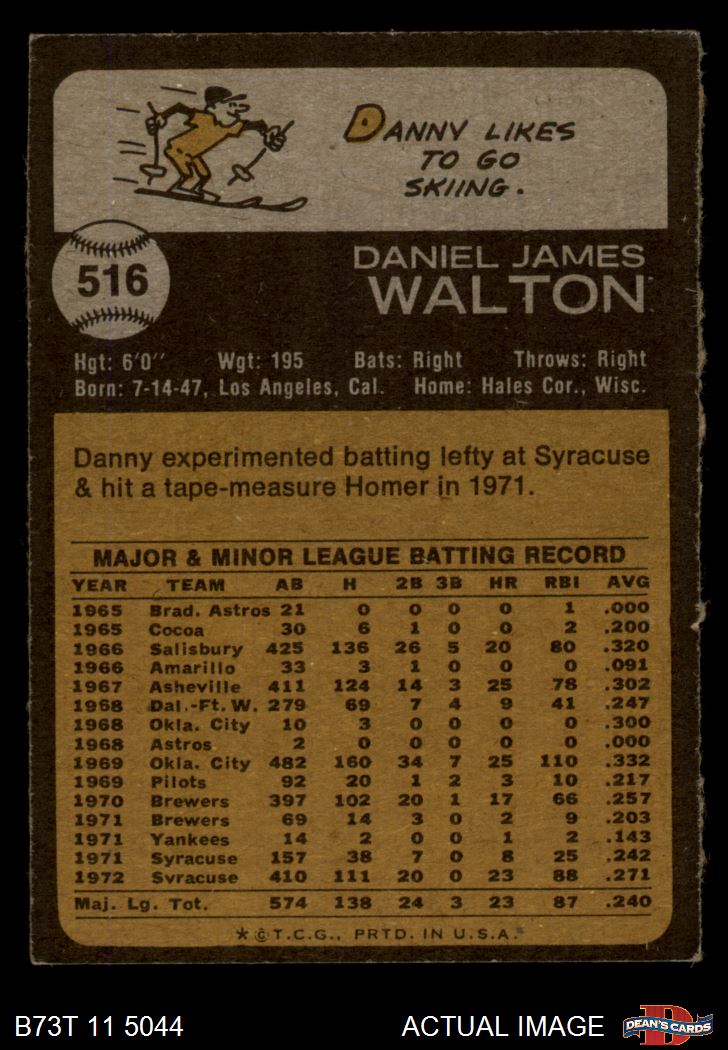 DANNY LIKES
TO GO
SKIING.
516
DANIEL JAMES
WALTON
Hgt: 6'0" Wgt: 195 Bats: Right Throws: Right
Born: 7-14-47, Los Angeles, Cal. Home: Hales Cor., Wisc.
Danny experimented batting lefty at Syracuse
& hit a tape-measure Homer in 1971.
MAJOR & MINOR LEAGUE BATTING RECORD
YEAR TEAM AB H 2B 3B HR RBI AVG
1965 Brad. Astros 21 0 0 0 0 1 .000
1965 Cocoa 30 6 1 0 0 2 .200
1966 Salisbury 425 136 26 5 20 80 .320
1966 Amarillo 33 3 1 0 0 0 .091
1967 Asheville 411 124 14 3 25 78 .302
1968 Dal.-Ft. W. 279 69 7 4 9 41 .247
1968 Okla. City 10 3 0 0 0 0 .300
1968 Astros 2 0 0 0 0 0 .000
1969 Okla. City 482 160 34 7 25 110 .332
1969 Pilots 92 20 1 2 3 10 .217
1970 Brewers 397 102 20 1 17 66 .257
1971 Brewers 69 14 3 0 2 9 .203
1971 Yankees 14 2 0 0 1 2 .143
1971 Syracuse 157 38 7 0 8 25 .242
1972 Syracuse 410 111 20 0 23 88 .271
Maj. Lg. Tot. 574 138 24 3 23 87 .240
★ © T.C.G., PRTD. IN U.S.A.
B73T 11 5044 ACTUAL IMAGE
D
DEAN'S CARDS